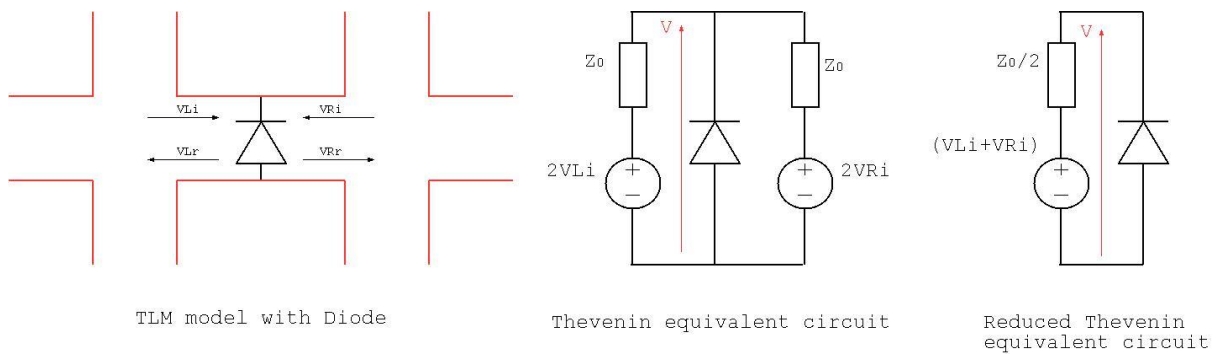 VLi
VRi
VLr
VRr
TLM model with Diode
V
Z0
Z0
2VLi
+
−
+
−
2VRi
Thevenin equivalent circuit
V
Z0/2
(VLi+VRi)
+
−
Reduced Thevenin
equivalent circuit